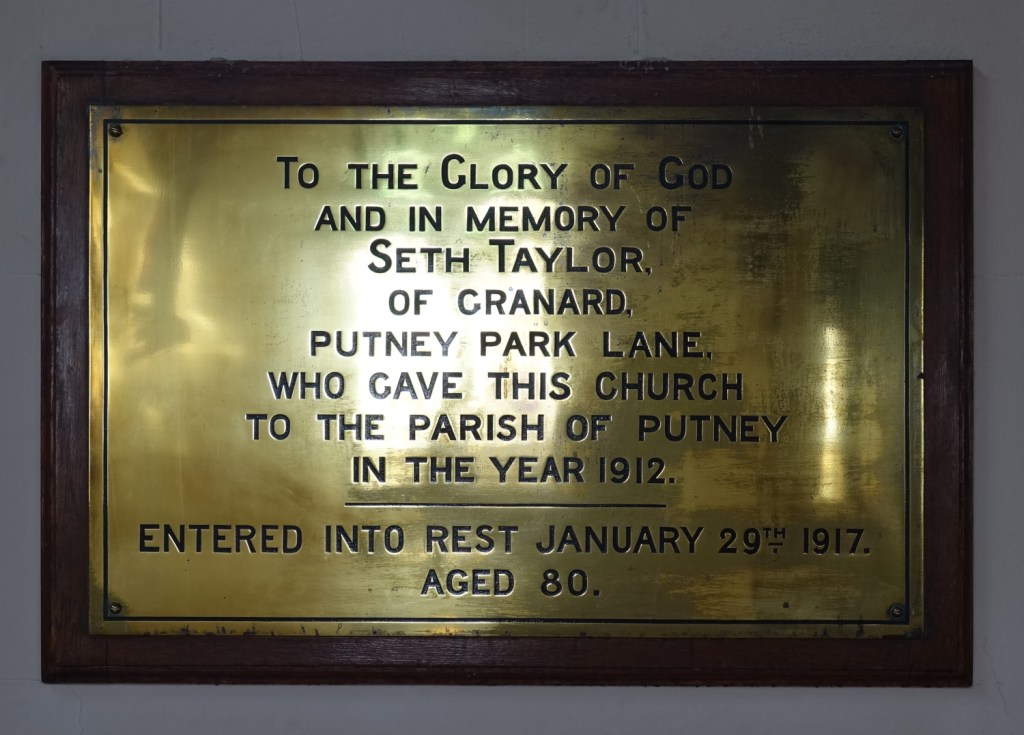 To the Glory of God
and in memory of
Seth Taylor,
of Granard,
Putney Park Lane,
who gave this church
to the parish of Putney
in the year 1912.
Entered into rest January 29th 1917.
Aged 80.